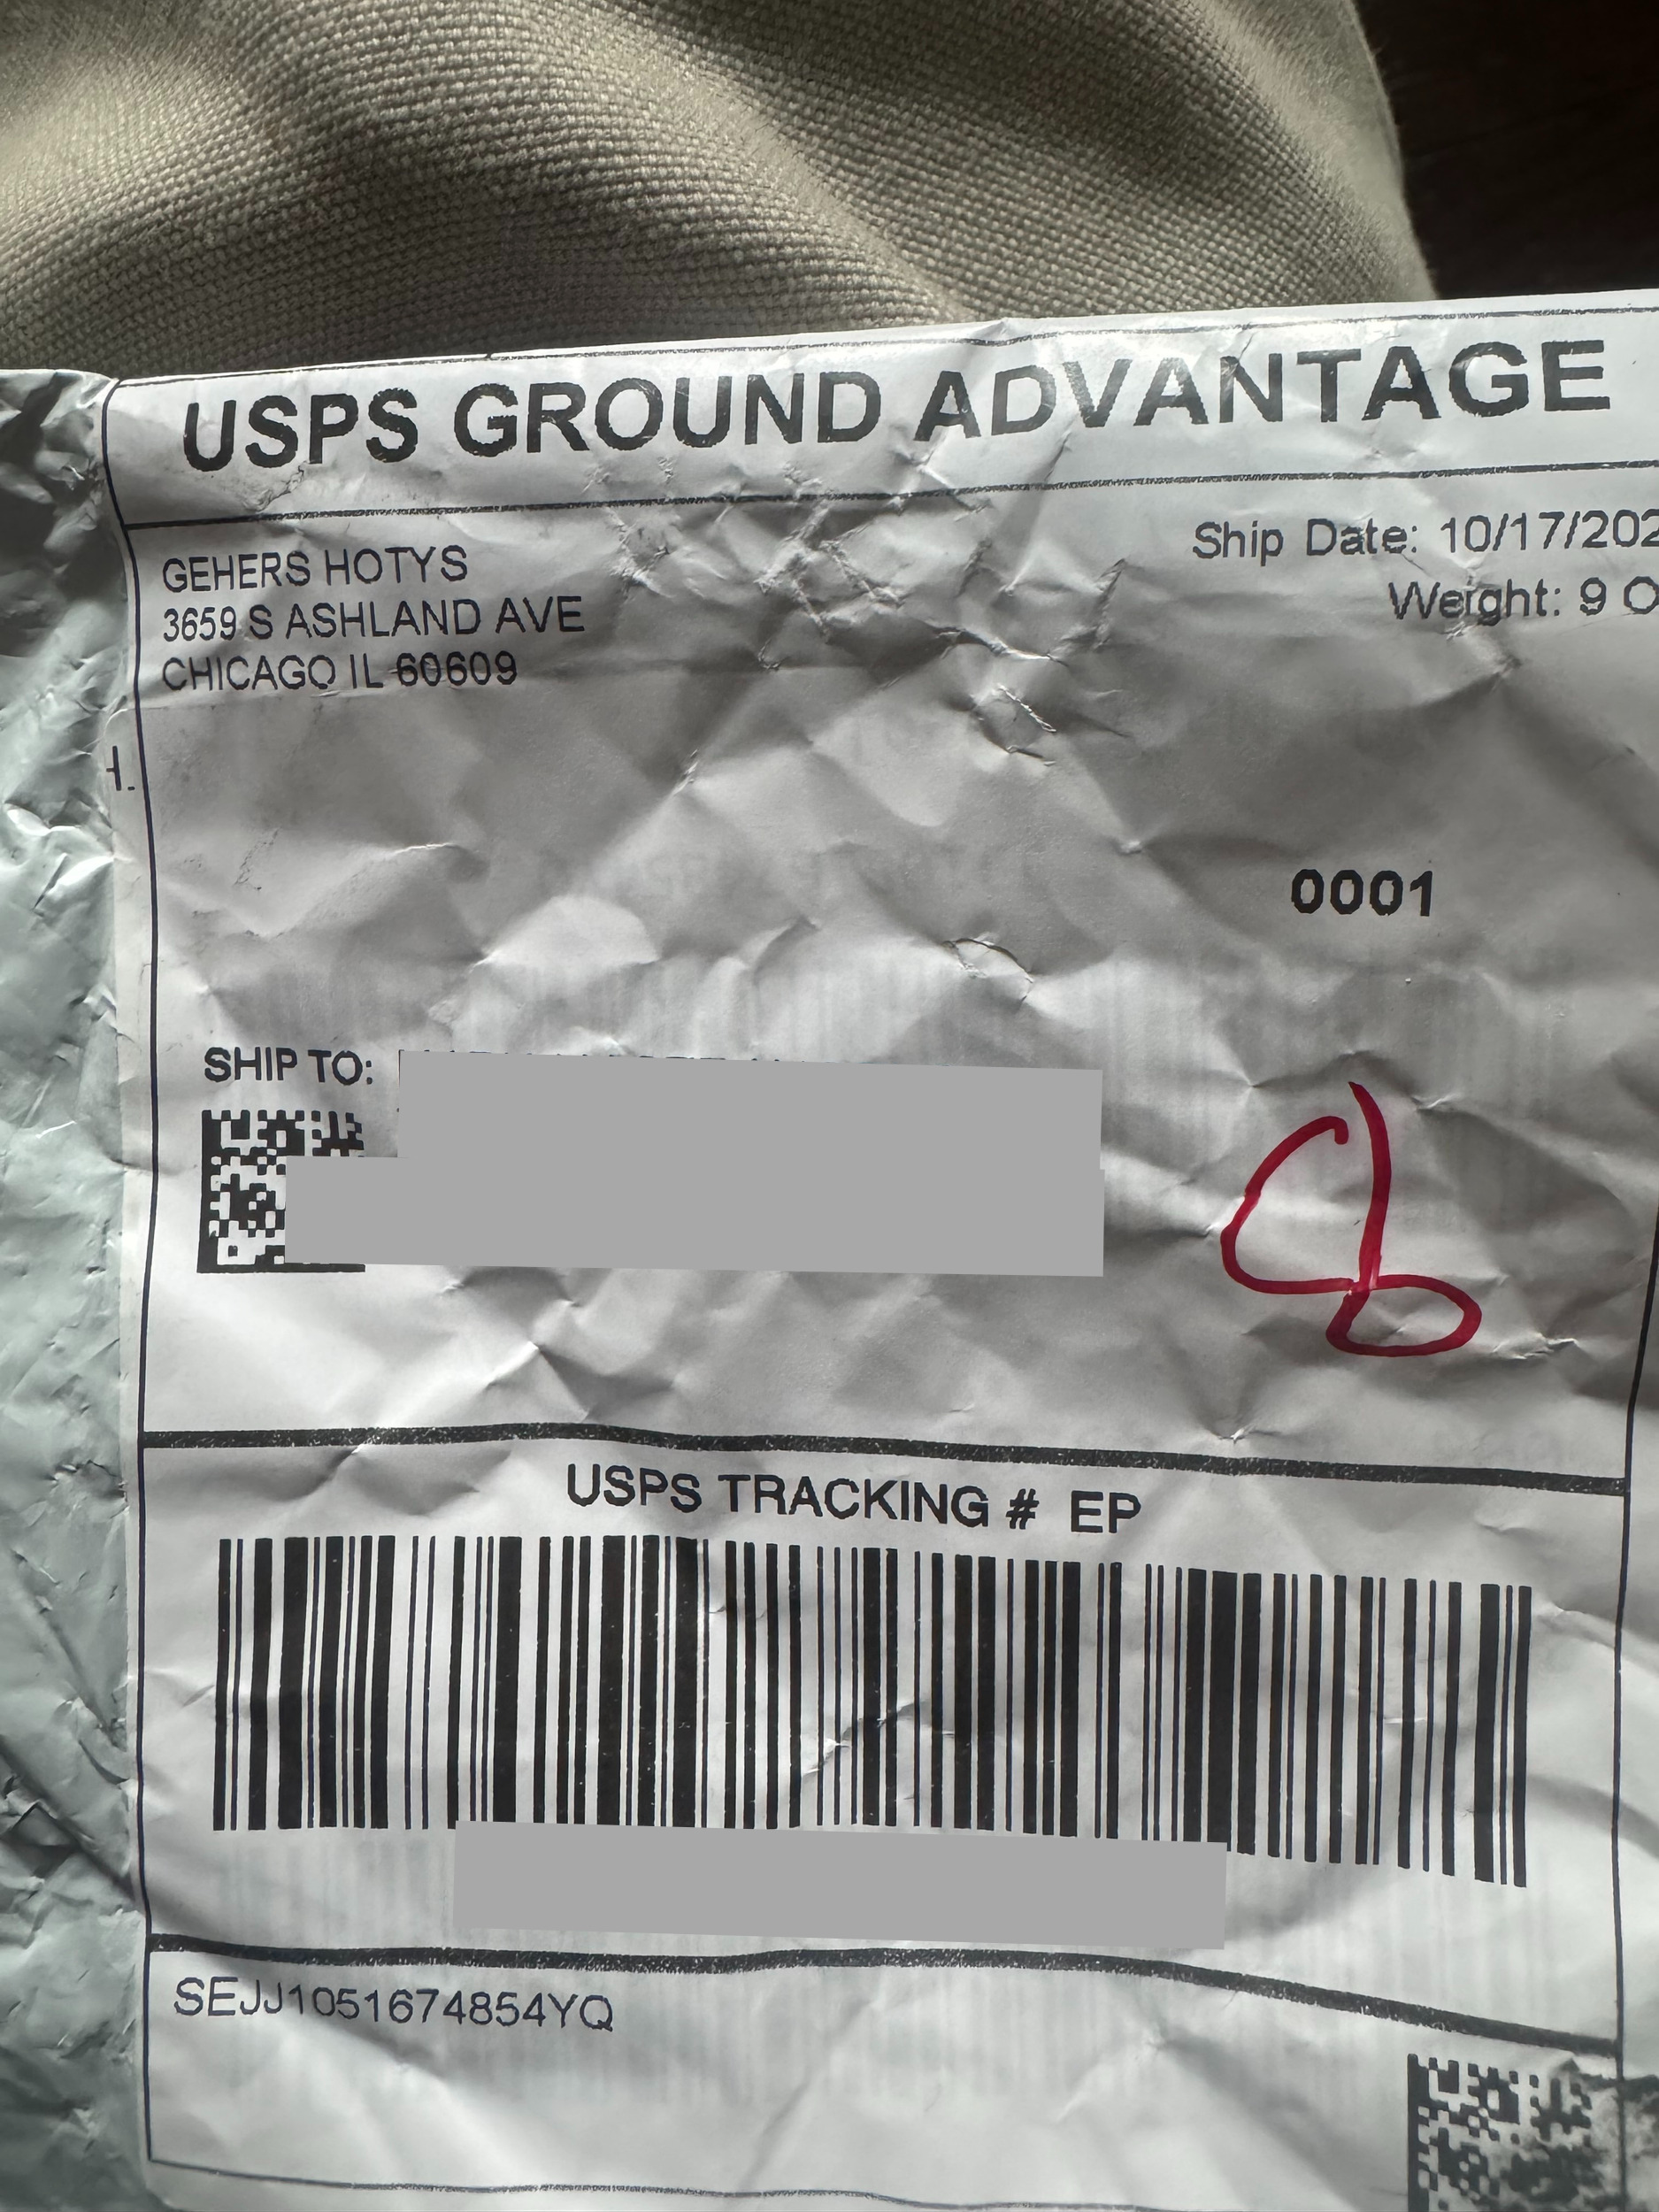 USPS GROUND ADVANTAGE
GEHERS HOTYS
3659 S ASHLAND AVE
CHICAGO IL 60609
Ship Date: 10/17/202
Weight: 9 O
0001
SHIP TO:
USPS TRACKING # EP
SEJJ1051674854YQ